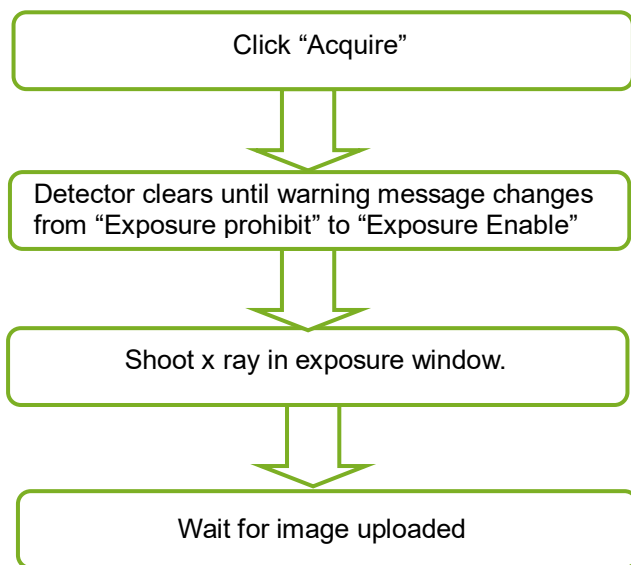 Click “Acquire”
Detector clears until warning message changes
from “Exposure prohibit” to “Exposure Enable”
Shoot x ray in exposure window.
Wait for image uploaded